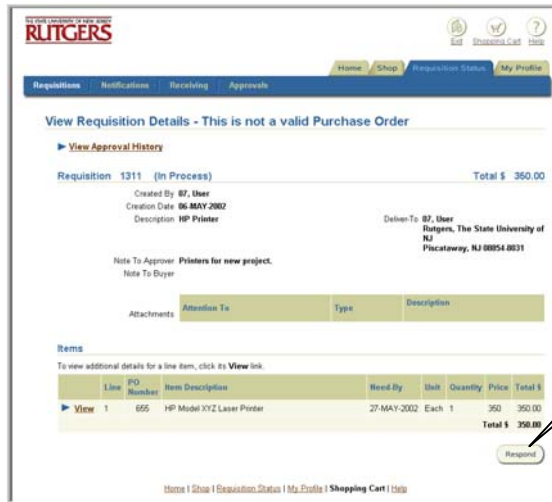 THE STATE UNIVERSITY OF NEW JERSEY
RUTGERS
Exit Shopping Cart Help
Home Shop Requisition Status My Profile
Requisitions Notifications Receiving Approvals
View Requisition Details - This is not a valid Purchase Order
View Approval History
Requisition 1311 (In Process) Total $ 350.00
Created By 07, User
Creation Date 06-MAY-2002
Description HP Printer
Deliver-To 07, User
Rutgers, The State University of
NJ
Piscataway, NJ 08854-8031
Note To Approver Printers for new project.
Note To Buyer
Attachments
Attention To Type Description
Items
To view additional details for a line item, click its View link.
Line PO Number Item Description Need-By Unit Quantity Price Total $
View 1 655 HP Model XYZ Laser Printer 27-MAY-2002 Each 1 350 350.00
Total $ 350.00
Respond
Home | Shop | Requisition Status | My Profile | Shopping Cart | Help